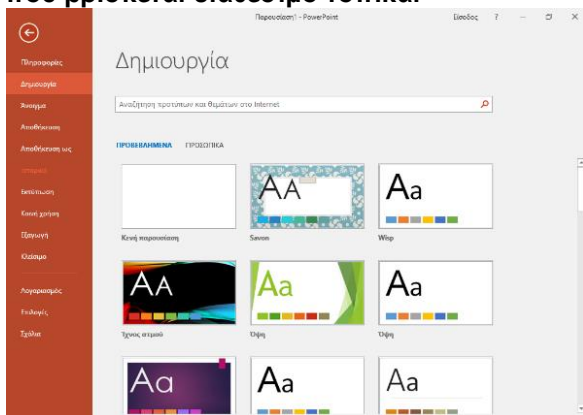 που βρίσκεται διαθέσιμο τοπικά.
Παρουσίαση1 - PowerPoint
Είσοδος ?
Πληροφορίες
Δημιουργία
Άνοιγμα
Αποθήκευση
Αποθήκευση ως
Ιστορικό
Εκτύπωση
Κοινή χρήση
Εξαγωγή
Κλείσιμο
Λογαριασμός
Επιλογές
Σχόλια
Δημιουργία
Αναζήτηση προτύπων και θεμάτων στο Internet
ΠΡΟΒΕΒΛΗΜΕΝΑ ΠΡΟΣΩΠΙΚΑ
AA
Aa
Κενή παρουσίαση
Savon
Wisp
AA
Aa
Aa
Ίχνος ατμού
Όψη
Όψη
Aa
Aa
Aa